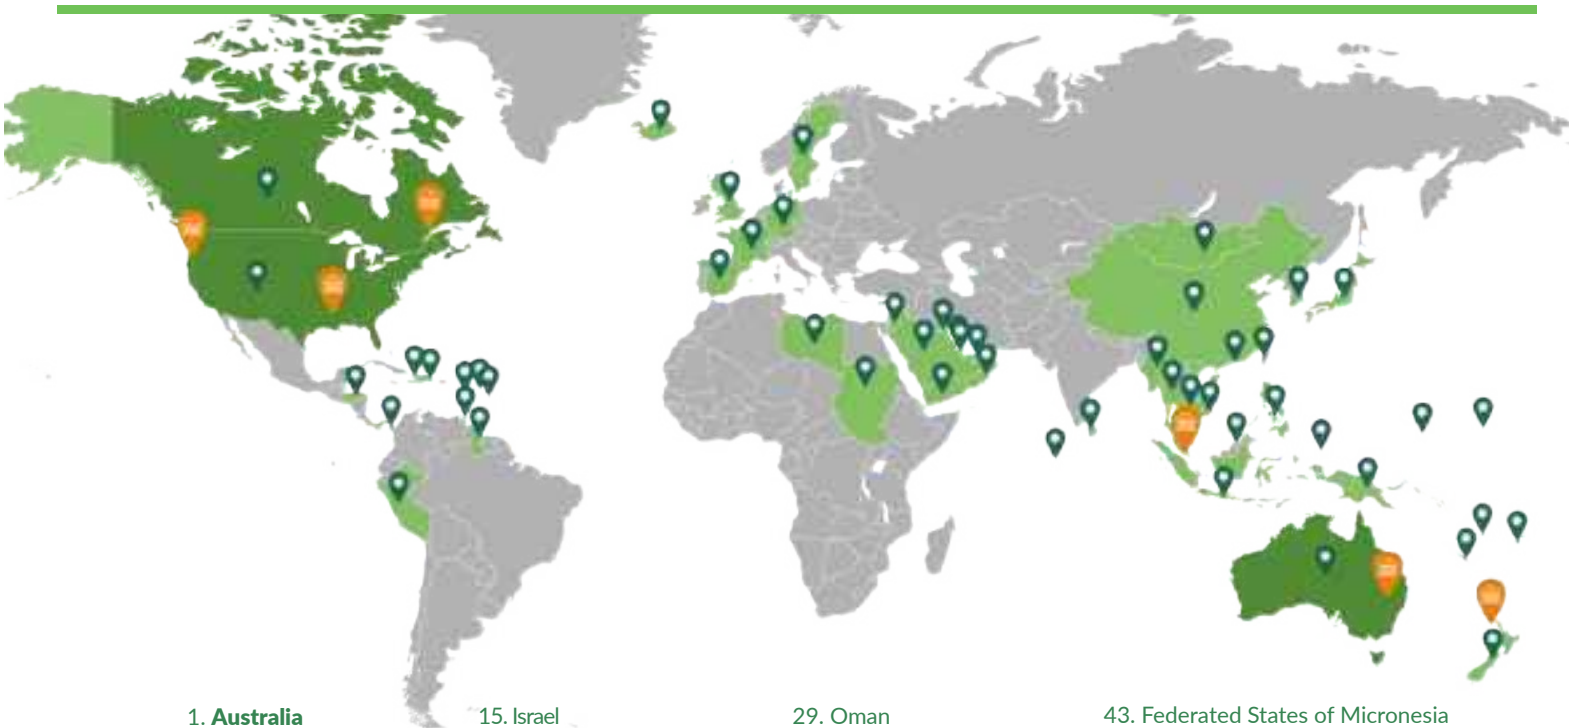 1. Australia
15. Israel
29. Oman
43. Federated States of Micronesia